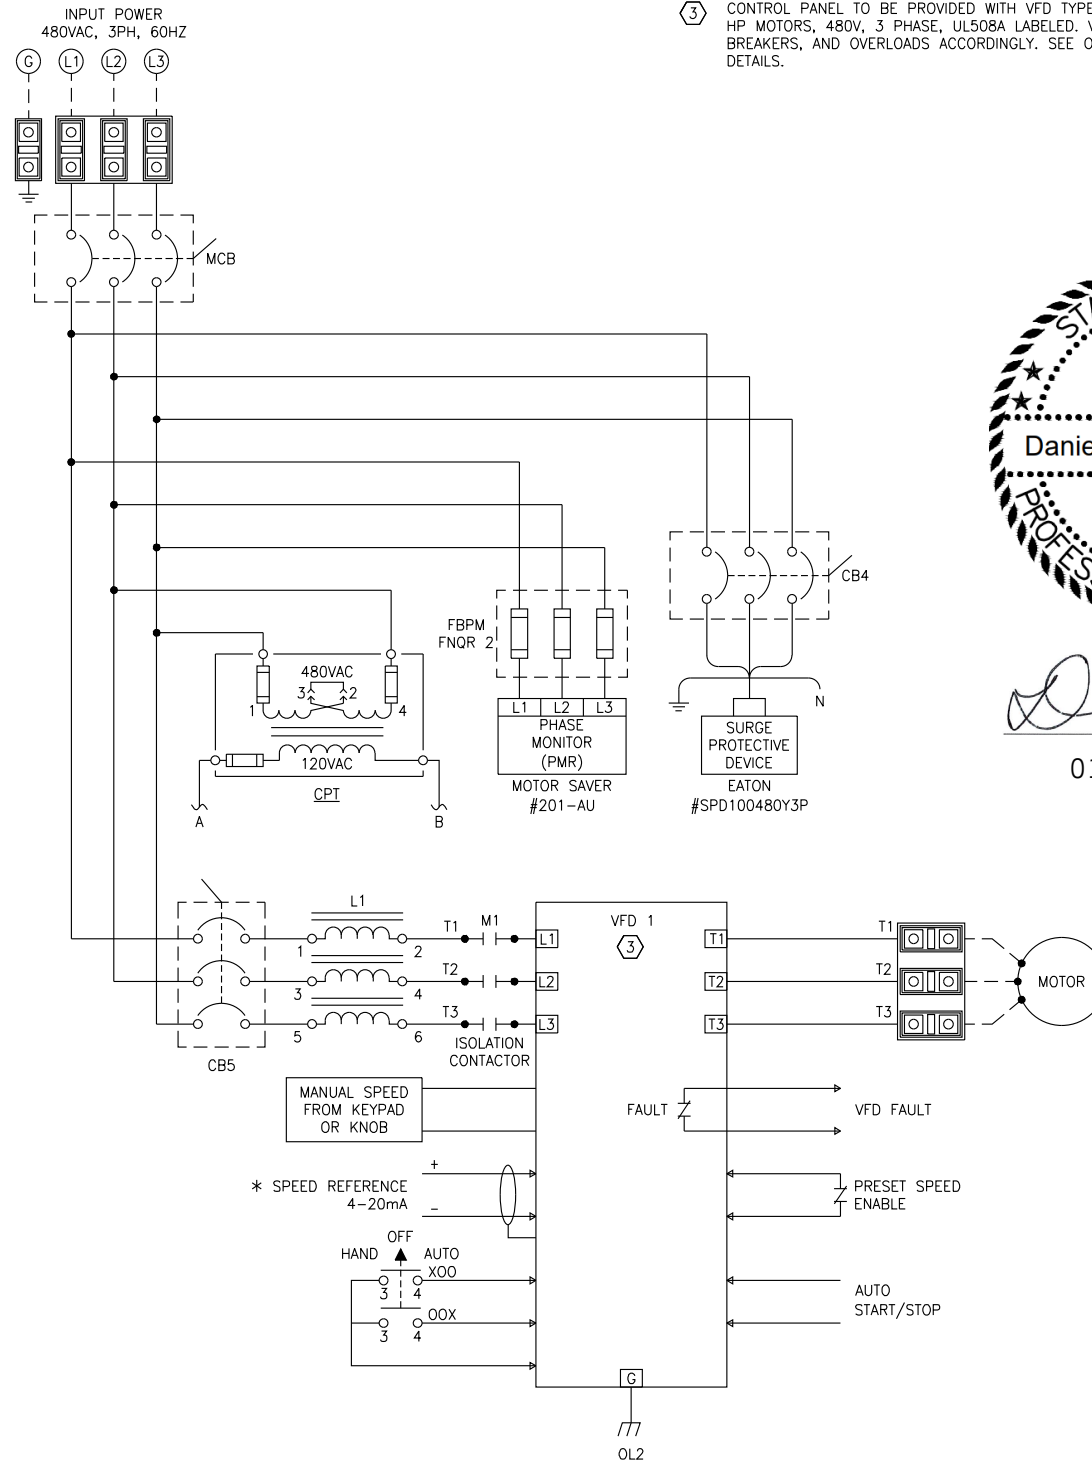 INPUT POWER
480VAC, 3PH, 60HZ
G L1 L2 L3
3 CONTROL PANEL TO BE PROVIDED WITH VFD TYPE
HP MOTORS, 480V, 3 PHASE, UL508A LABELED.
BREAKERS, AND OVERLOADS ACCORDINGLY. SEE
DETAILS.
MCB
CB4
FBPM
FNQR 2
480VAC
3 2
1 4
120VAC
CPT
A B
L1 L2 L3
PHASE
MONITOR
(PMR)
MOTOR SAVER
#201-AU
N
SURGE
PROTECTIVE
DEVICE
EATON
#SPD100480Y3P
Danie
PROFES
CB5
L1
1 2
3 4
5 6
T1 M1
T2
T3
ISOLATION
CONTACTOR
VFD 1
3
L1 T1
L2 T2
L3 T3
T1
T2
T3
MOTOR
MANUAL SPEED
FROM KEYPAD
OR KNOB
FAULT
VFD FAULT
+
* SPEED REFERENCE
4-20mA
-
PRESET SPEED
ENABLE
OFF
HAND AUTO
XOO
3 4
OOX
3 4
AUTO
START/STOP
G
OL2